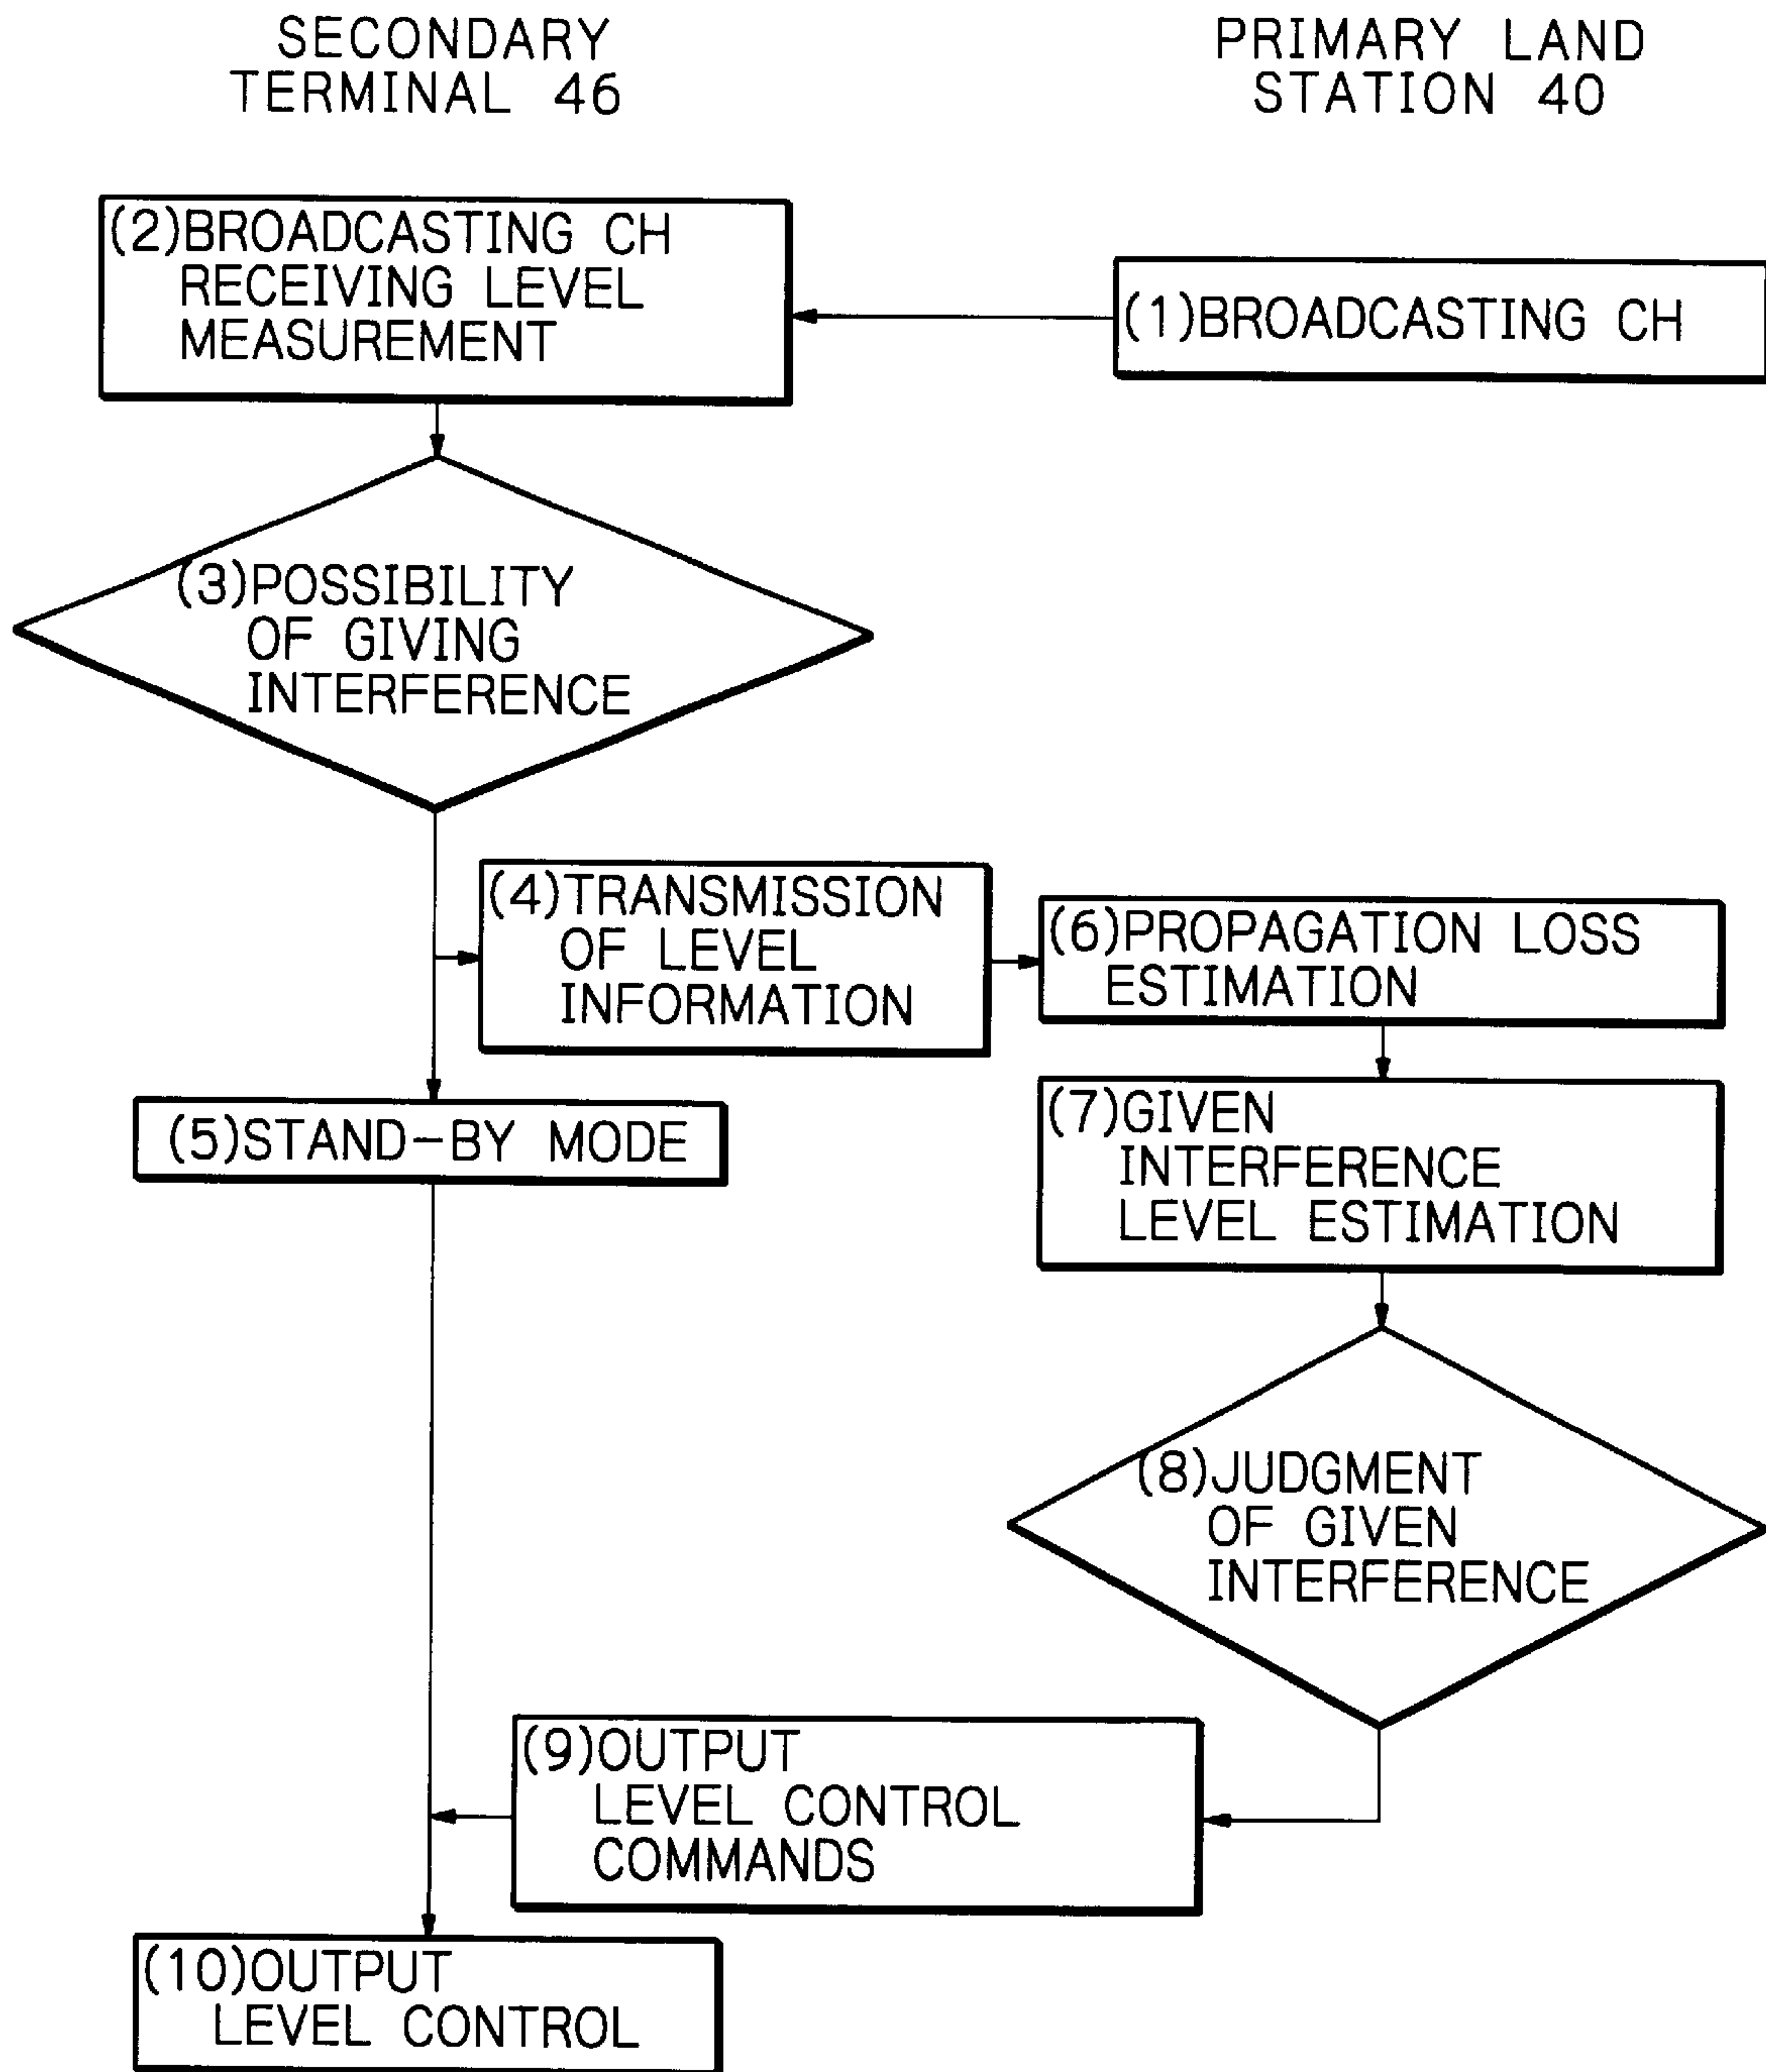 SECONDARY
TERMINAL 46
PRIMARY LAND
STATION 40
(2)BROADCASTING CH
RECEIVING LEVEL
MEASUREMENT
(1)BROADCASTING CH
(3)POSSIBILITY
OF GIVING
INTERFERENCE
(4)TRANSMISSION
OF LEVEL
INFORMATION
(6)PROPAGATION LOSS
ESTIMATION
(5)STAND-BY MODE
(7)GIVEN
INTERFERENCE
LEVEL ESTIMATION
(8)JUDGMENT
OF GIVEN
INTERFERENCE
(9)OUTPUT
LEVEL CONTROL
COMMANDS
(10)OUTPUT
LEVEL CONTROL